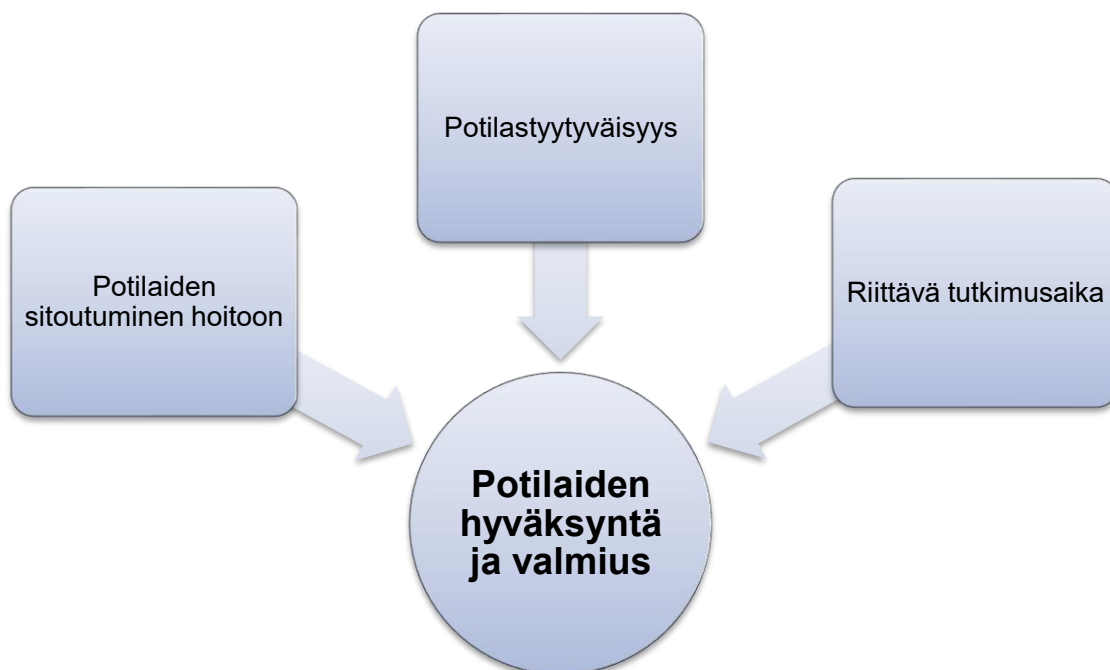 Potilastyytyväisyys
Potilaiden
sitoutuminen hoitoon
Riittävä tutkimusaika
Potilaiden
hyväksyntä
ja valmius